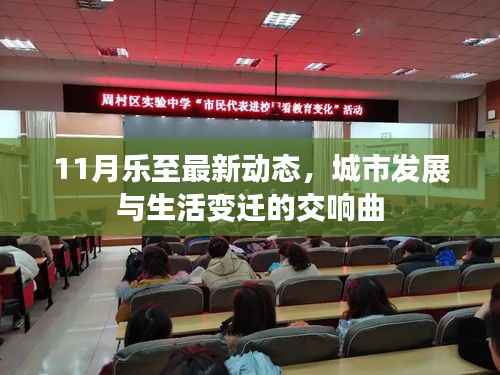 周村区实验中学“市民代表进校园看教育变化”活动
11月乐至最新动态，城市发展
与生活变迁的交响曲